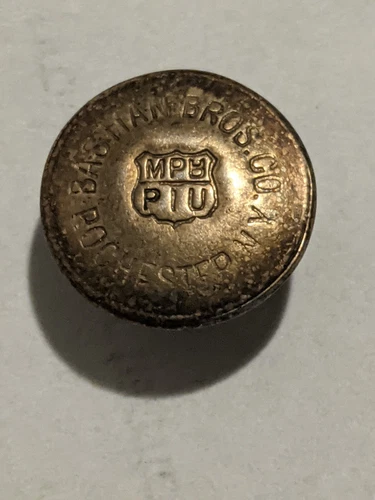 BASTIAN BROS. CO.
ROCHESTER N.Y.
MPB
PIU